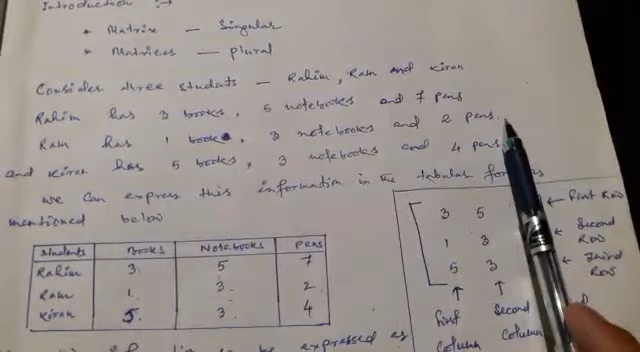 Introduction :→
* Matrix — Singular
* Matrices — plural
Consider three students — Rahim, Ram and Kiran.
Rahim has 3 books, 5 notebooks and 7 pens
Ram has 1 book, 3 notebooks and 2 pens.
and Kiran has 5 books, 3 notebooks and 4 pens.
we can express this information in the tabular form as
mentioned below
Students Books Notebooks Pens
Rahim 3 5 7
Ram 1 3 2
Kiran 5 3 4
3 5 ← First Row
1 3 ← Second Row
5 3 ← Third Row
↑ ↑
First Second
Column Column
to be expressed as